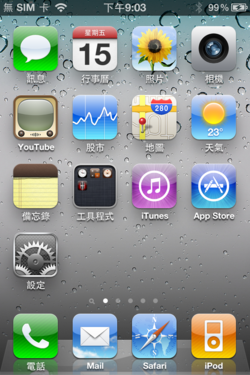 無 SIM 卡 下午9:03 99%
星期五
15
280
23°
訊息 行事曆 照片 相機
YouTube 股市 地圖 天氣
備忘錄 工具程式 iTunes App Store
設定
電話 Mail Safari iPod